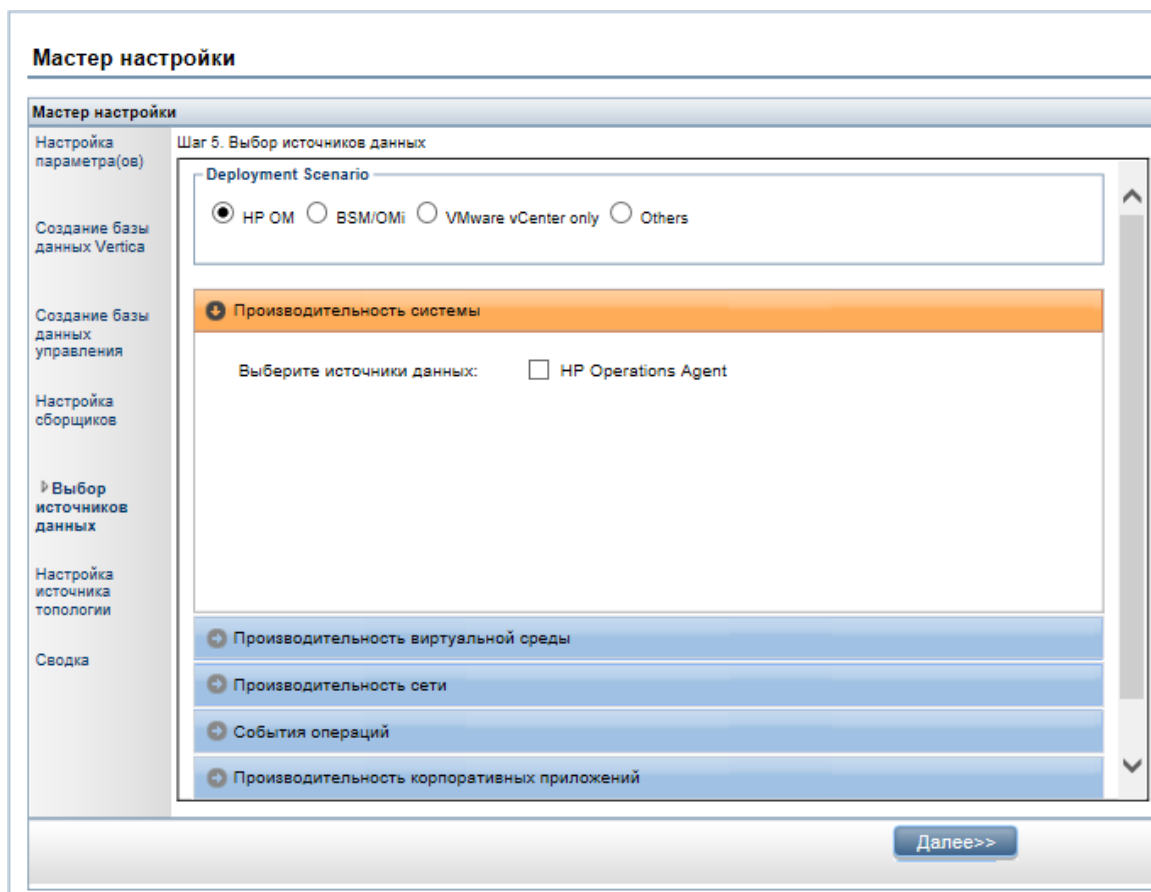 Мастер настройки
Мастер настройки
Настройка
параметра(ов)
Создание базы
данных Vertica
Создание базы
данных
управления
Настройка
сборщиков
Выбор
источников
данных
Настройка
источника
топологии
Сводка
Шаг 5. Выбор источников данных
Deployment Scenario
HP OM BSM/OMi VMware vCenter only Others
Производительность системы
Выберите источники данных: HP Operations Agent
Производительность виртуальной среды
Производительность сети
События операций
Производительность корпоративных приложений
Далее>>